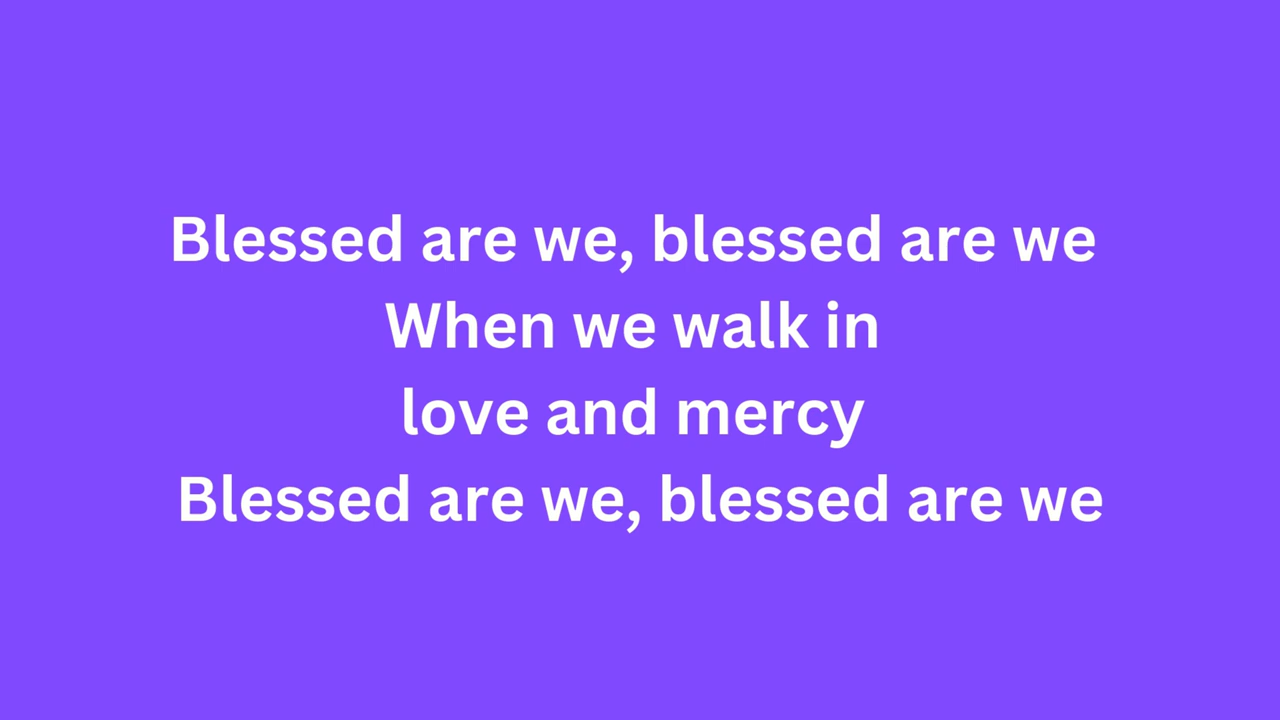 Blessed are we, blessed are we
When we walk in
love and mercy
Blessed are we, blessed are we